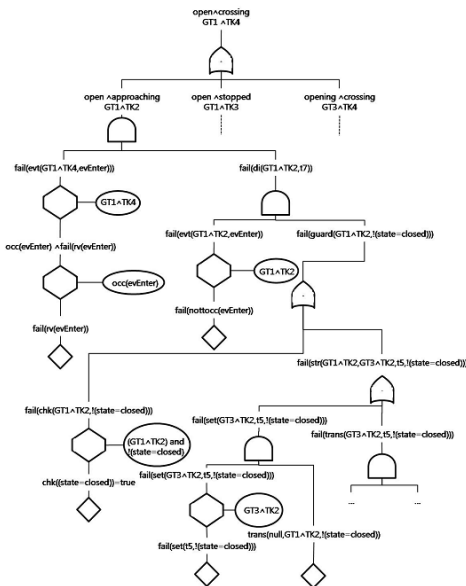 open^crossing
GT1 ^TK4
open ^approaching
GT1^TK2
open ^stopped
GT1^TK3
opening ^crossing
GT3^TK4
fail(evt(GT1^TK4,evEnter)))
fail(di(GT1^TK2,t7))
GT1^TK4
fail(evt(GT1^TK2,evEnter))
fail(guard(GT1^TK2,!(state=closed)))
occ(evEnter) ^fail(rv(evEnter))
GT1^TK2
occ(evEnter)
fail(nottocc(evEnter))
fail(rv(evEnter))
fail(str(GT1^TK2,GT3^TK2,t5,!(state=closed)))
fail(chk(GT1^TK2,!(state=closed)))
fail(set(GT3^TK2,t5,!(state=closed)))
fail(trans(GT3^TK2,t5,!(state=closed)))
(GT1^TK2) and
!(state=closed)
chk((state=closed))=true
fail(set(GT3^TK2,t5,!(state=closed)))
...
...
GT3^TK2
trans(null,GT1^TK2,!(state=closed))
fail(set(t5,!(state=closed)))